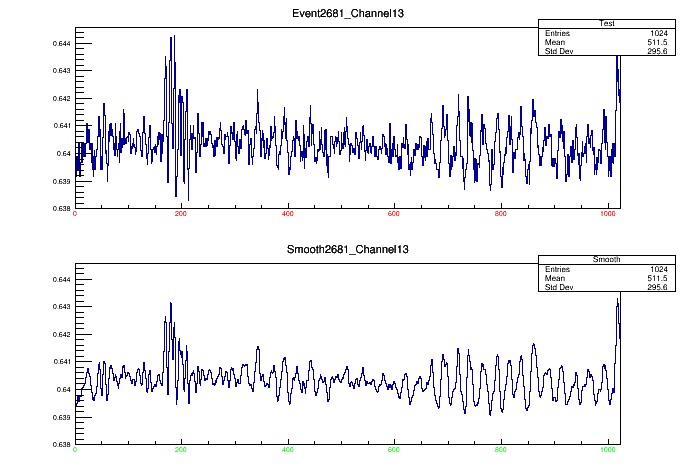 Event2681_Channel13
Test
Entries 1024
Mean 511.5
Std Dev 295.6
0.644
0.643
0.642
0.641
0.64
0.639
0.638
0 200 400 600 800 1000
Smooth2681_Channel13
Smooth
Entries 1024
Mean 511.5
Std Dev 295.6
0.644
0.643
0.642
0.641
0.64
0.639
0.638
0 200 400 600 800 1000